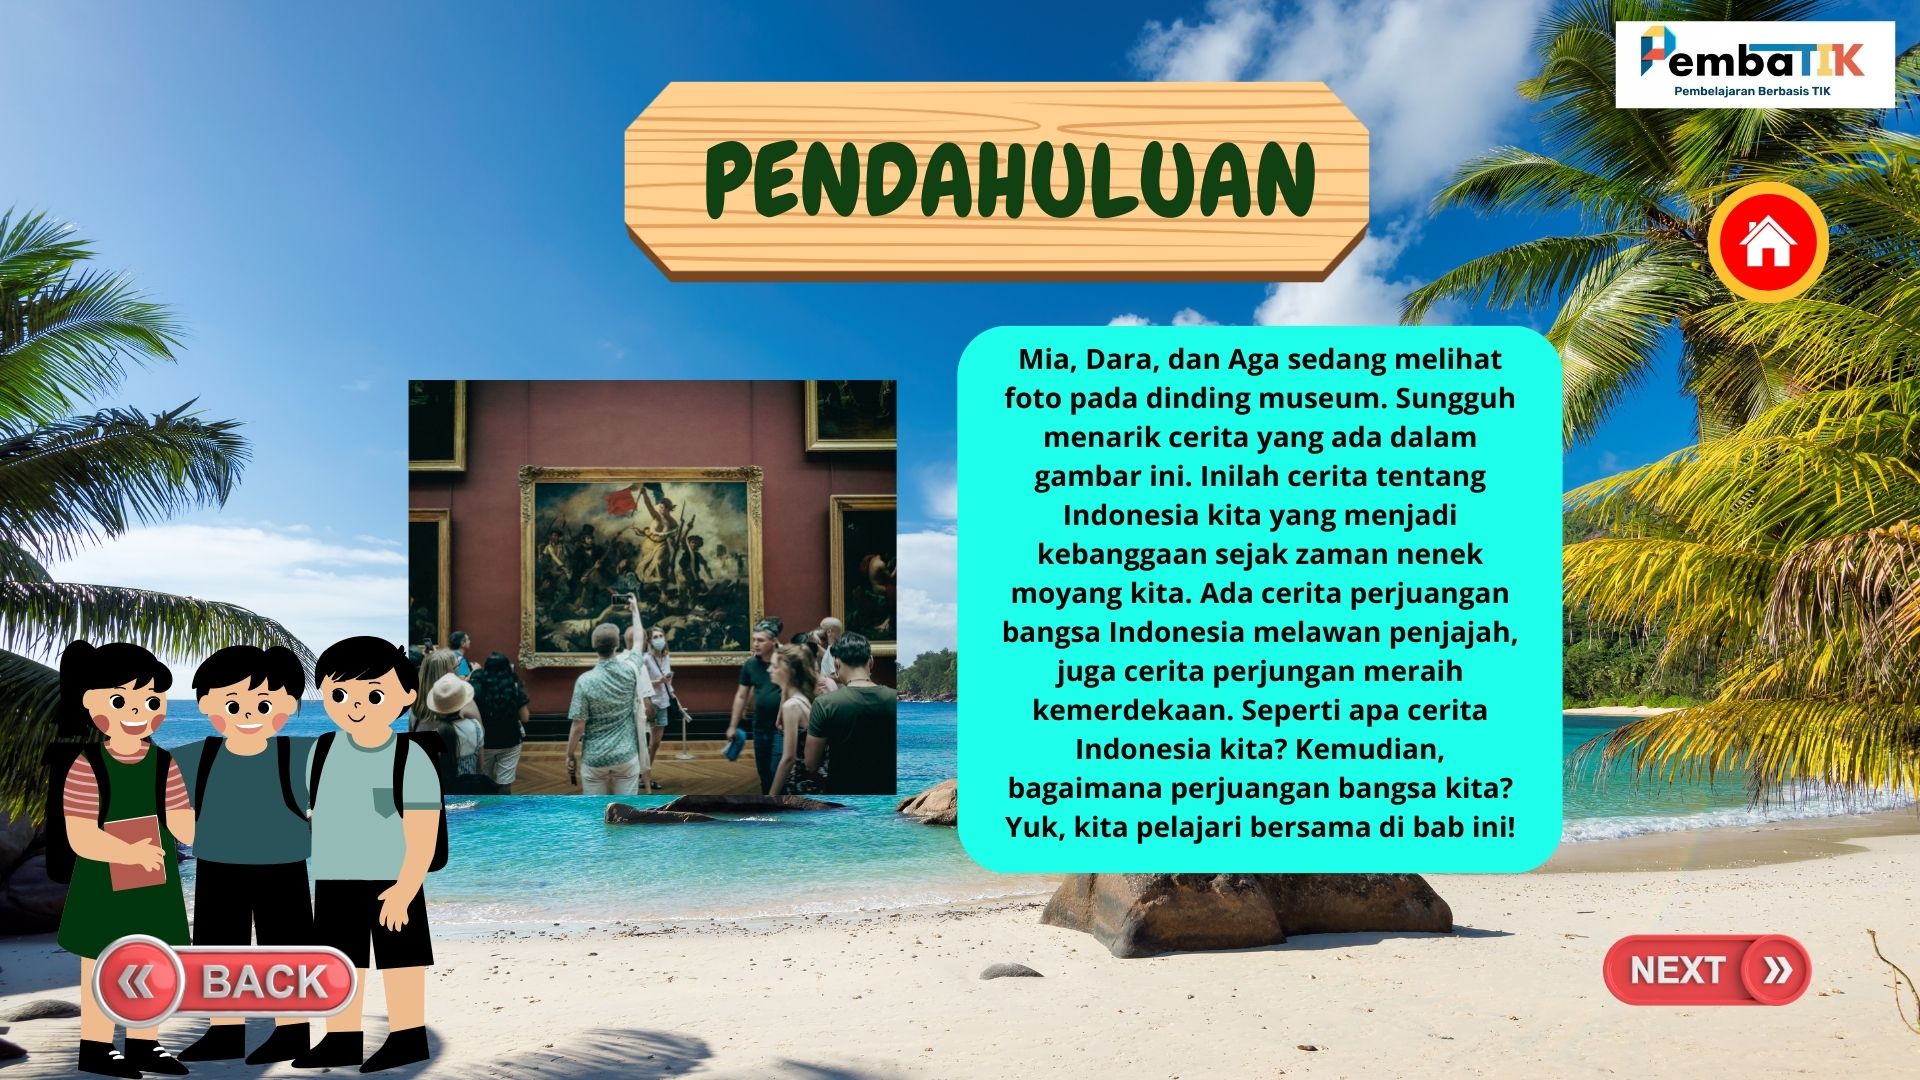 PembaTIK
Pembelajaran Berbasis TIK
PENDAHULUAN
Mia, Dara, dan Aga sedang melihat
foto pada dinding museum. Sungguh
menarik cerita yang ada dalam
gambar ini. Inilah cerita tentang
Indonesia kita yang menjadi
kebanggaan sejak zaman nenek
moyang kita. Ada cerita perjuangan
bangsa Indonesia melawan penjajah,
juga cerita perjungan meraih
kemerdekaan. Seperti apa cerita
Indonesia kita? Kemudian,
bagaimana perjuangan bangsa kita?
Yuk, kita pelajari bersama di bab ini!
BACK
NEXT